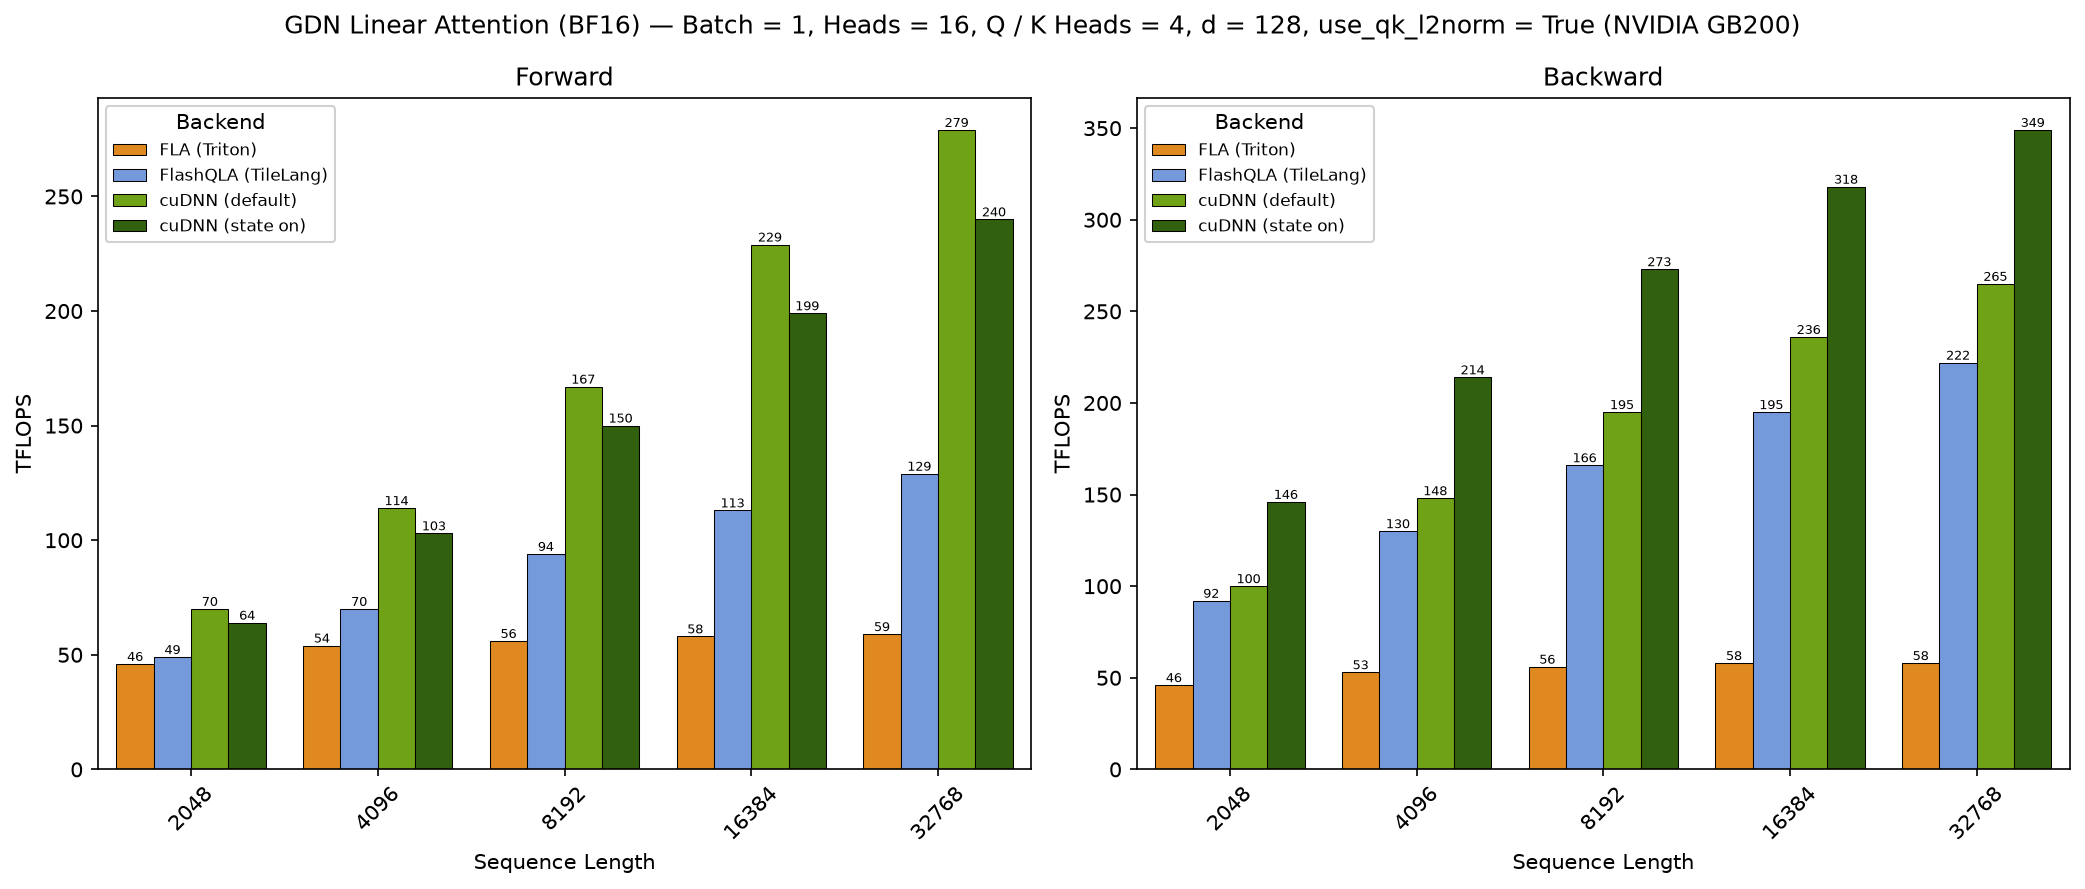 GDN Linear Attention (BF16) — Batch = 1, Heads = 16, Q / K Heads = 4, d = 128, use_qk_l2norm = True (NVIDIA GB200)
Forward
Backend
FLA (Triton)
FlashQLA (TileLang)
cuDNN (default)
cuDNN (state on)
TFLOPS
250
200
150
100
50
0
46 49 70 64
54 70 114 103
56 94 167 150
58 113 229 199
59 129 279 240
2048 4096 8192 16384 32768
Sequence Length
Backward
Backend
FLA (Triton)
FlashQLA (TileLang)
cuDNN (default)
cuDNN (state on)
TFLOPS
350
300
250
200
150
100
50
0
46 92 100 146
53 130 148 214
56 166 195 273
58 195 236 318
58 222 265 349
2048 4096 8192 16384 32768
Sequence Length